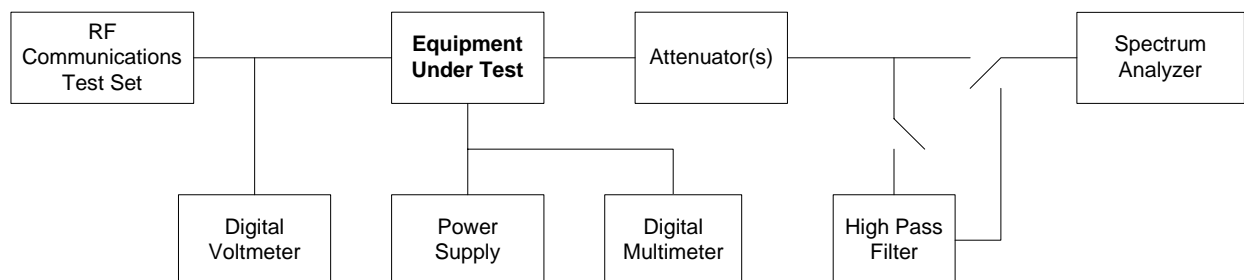 RF
Communications
Test Set
Equipment
Under Test
Attenuator(s)
Spectrum
Analyzer
Digital
Voltmeter
Power
Supply
Digital
Multimeter
High Pass
Filter